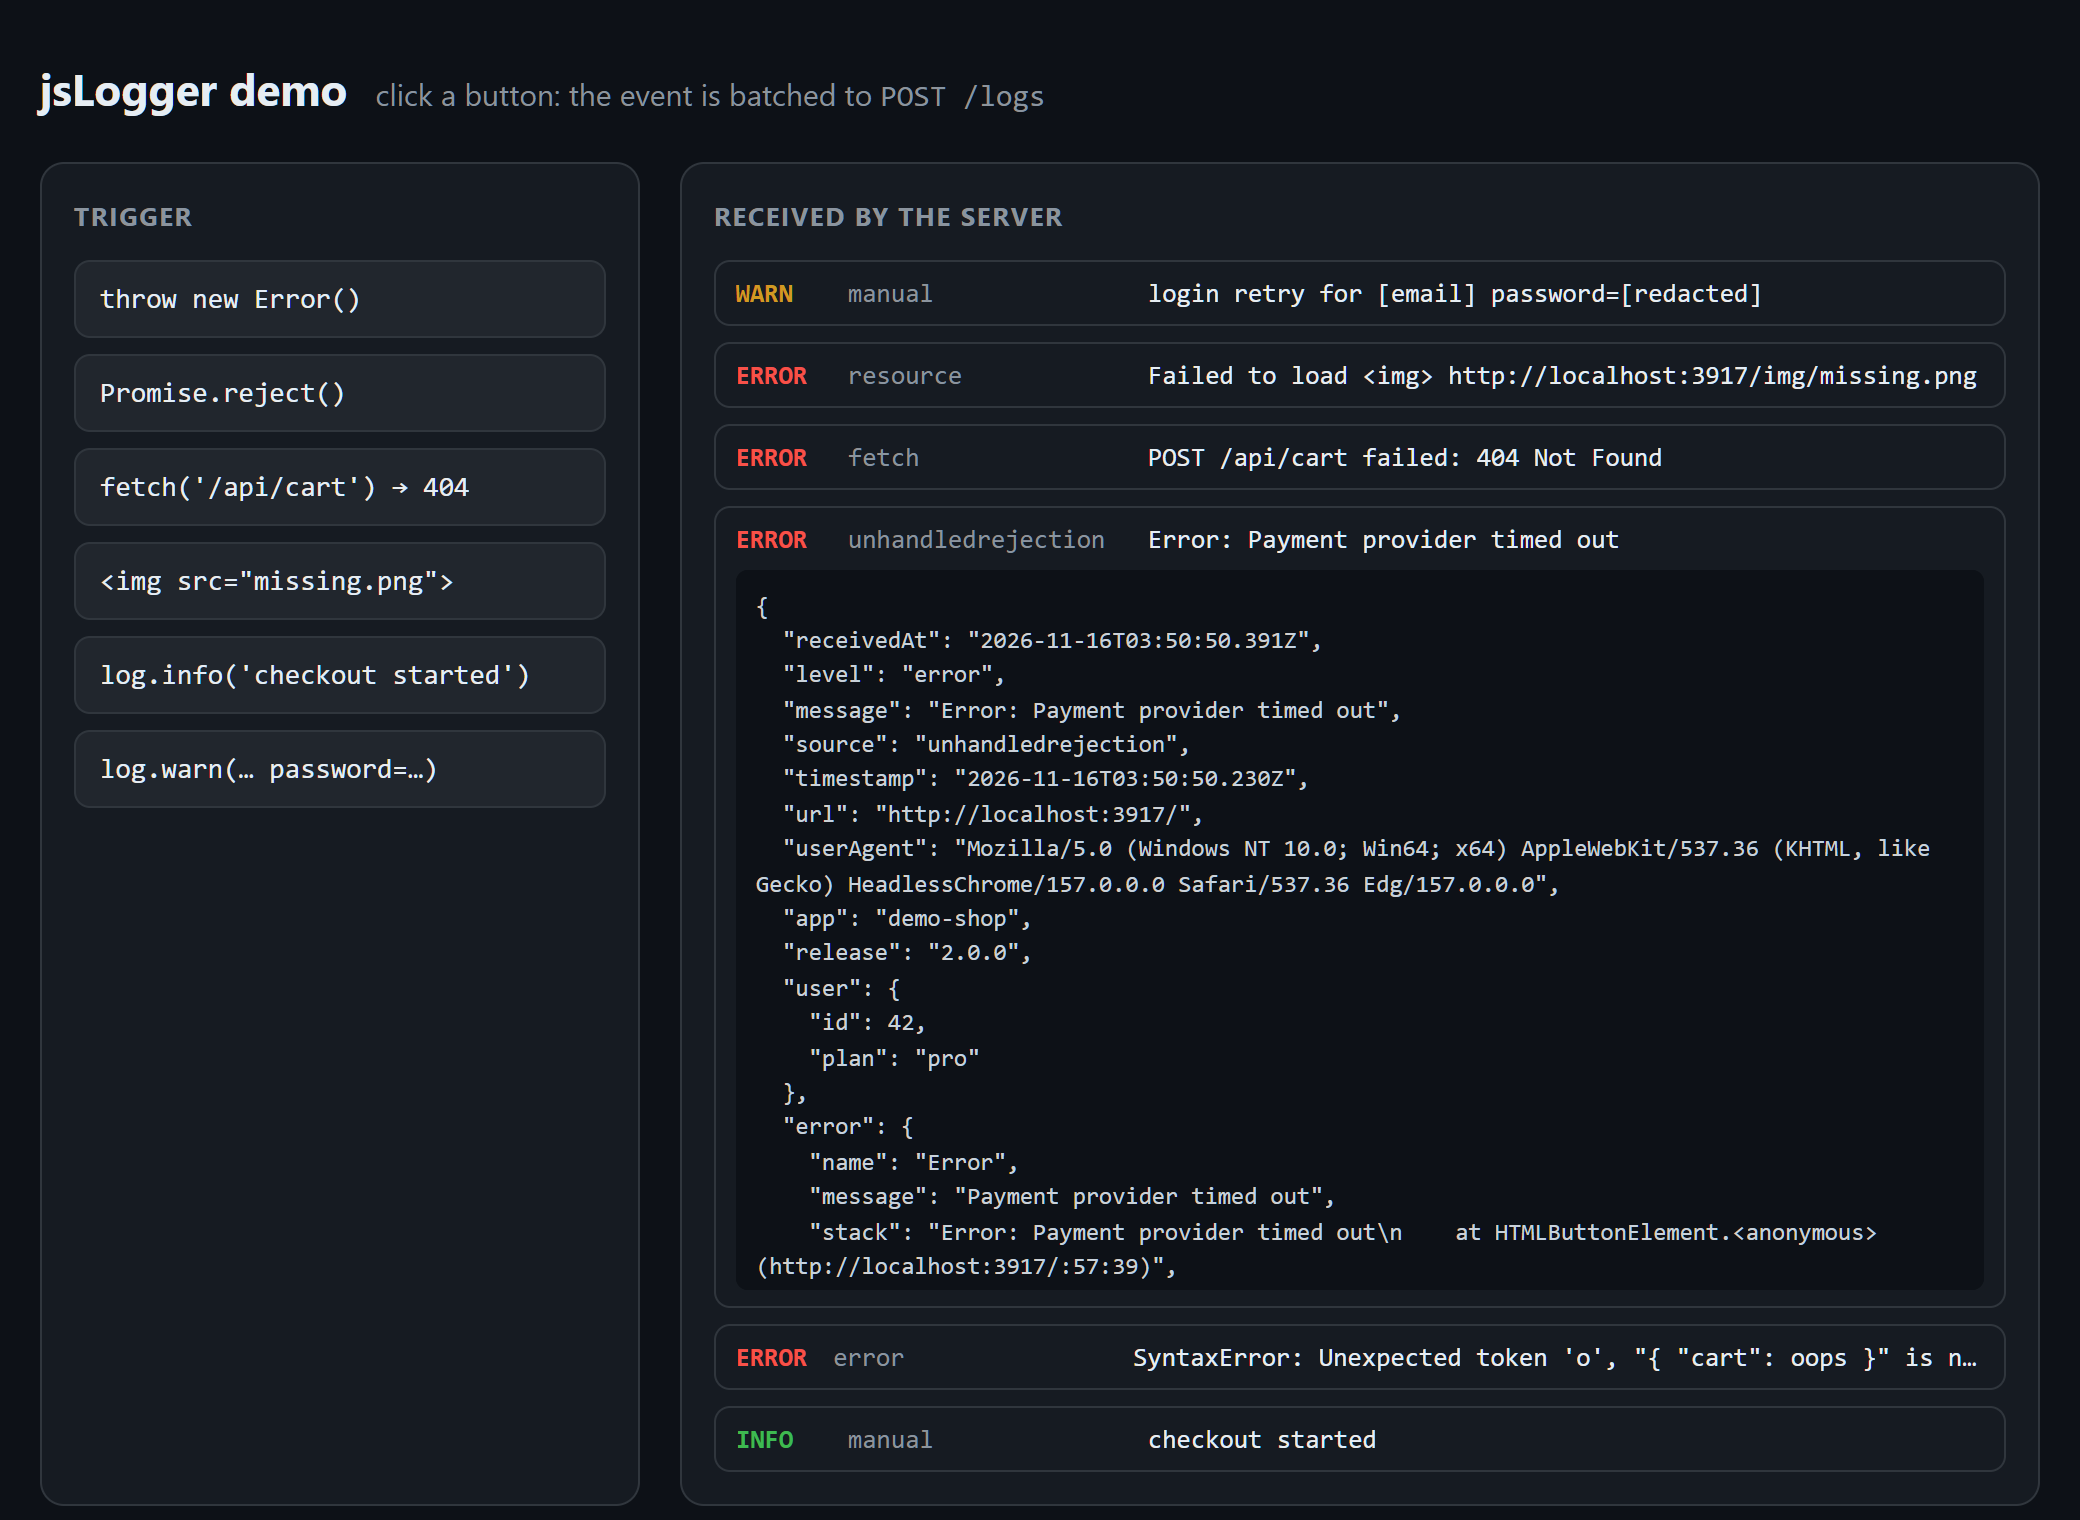 jsLogger demo click a button: the event is batched to POST /logs
TRIGGER
throw new Error()
Promise.reject()
fetch('/api/cart') → 404
<img src="missing.png">
log.info('checkout started')
log.warn(… password=…)
RECEIVED BY THE SERVER
WARN manual login retry for [email] password=[redacted]
ERROR resource Failed to load <img> http://localhost:3917/img/missing.png
ERROR fetch POST /api/cart failed: 404 Not Found
ERROR unhandledrejection Error: Payment provider timed out
{
  "receivedAt": "2026-11-16T03:50:50.391Z",
  "level": "error",
  "message": "Error: Payment provider timed out",
  "source": "unhandledrejection",
  "timestamp": "2026-11-16T03:50:50.230Z",
  "url": "http://localhost:3917/",
  "userAgent": "Mozilla/5.0 (Windows NT 10.0; Win64; x64) AppleWebKit/537.36 (KHTML, like
Gecko) HeadlessChrome/157.0.0.0 Safari/537.36 Edg/157.0.0.0",
  "app": "demo-shop",
  "release": "2.0.0",
  "user": {
    "id": 42,
    "plan": "pro"
  },
  "error": {
    "name": "Error",
    "message": "Payment provider timed out",
    "stack": "Error: Payment provider timed out\n    at HTMLButtonElement.<anonymous>
(http://localhost:3917/:57:39)",
ERROR error SyntaxError: Unexpected token 'o', "{ "cart": oops }" is n…
INFO manual checkout started